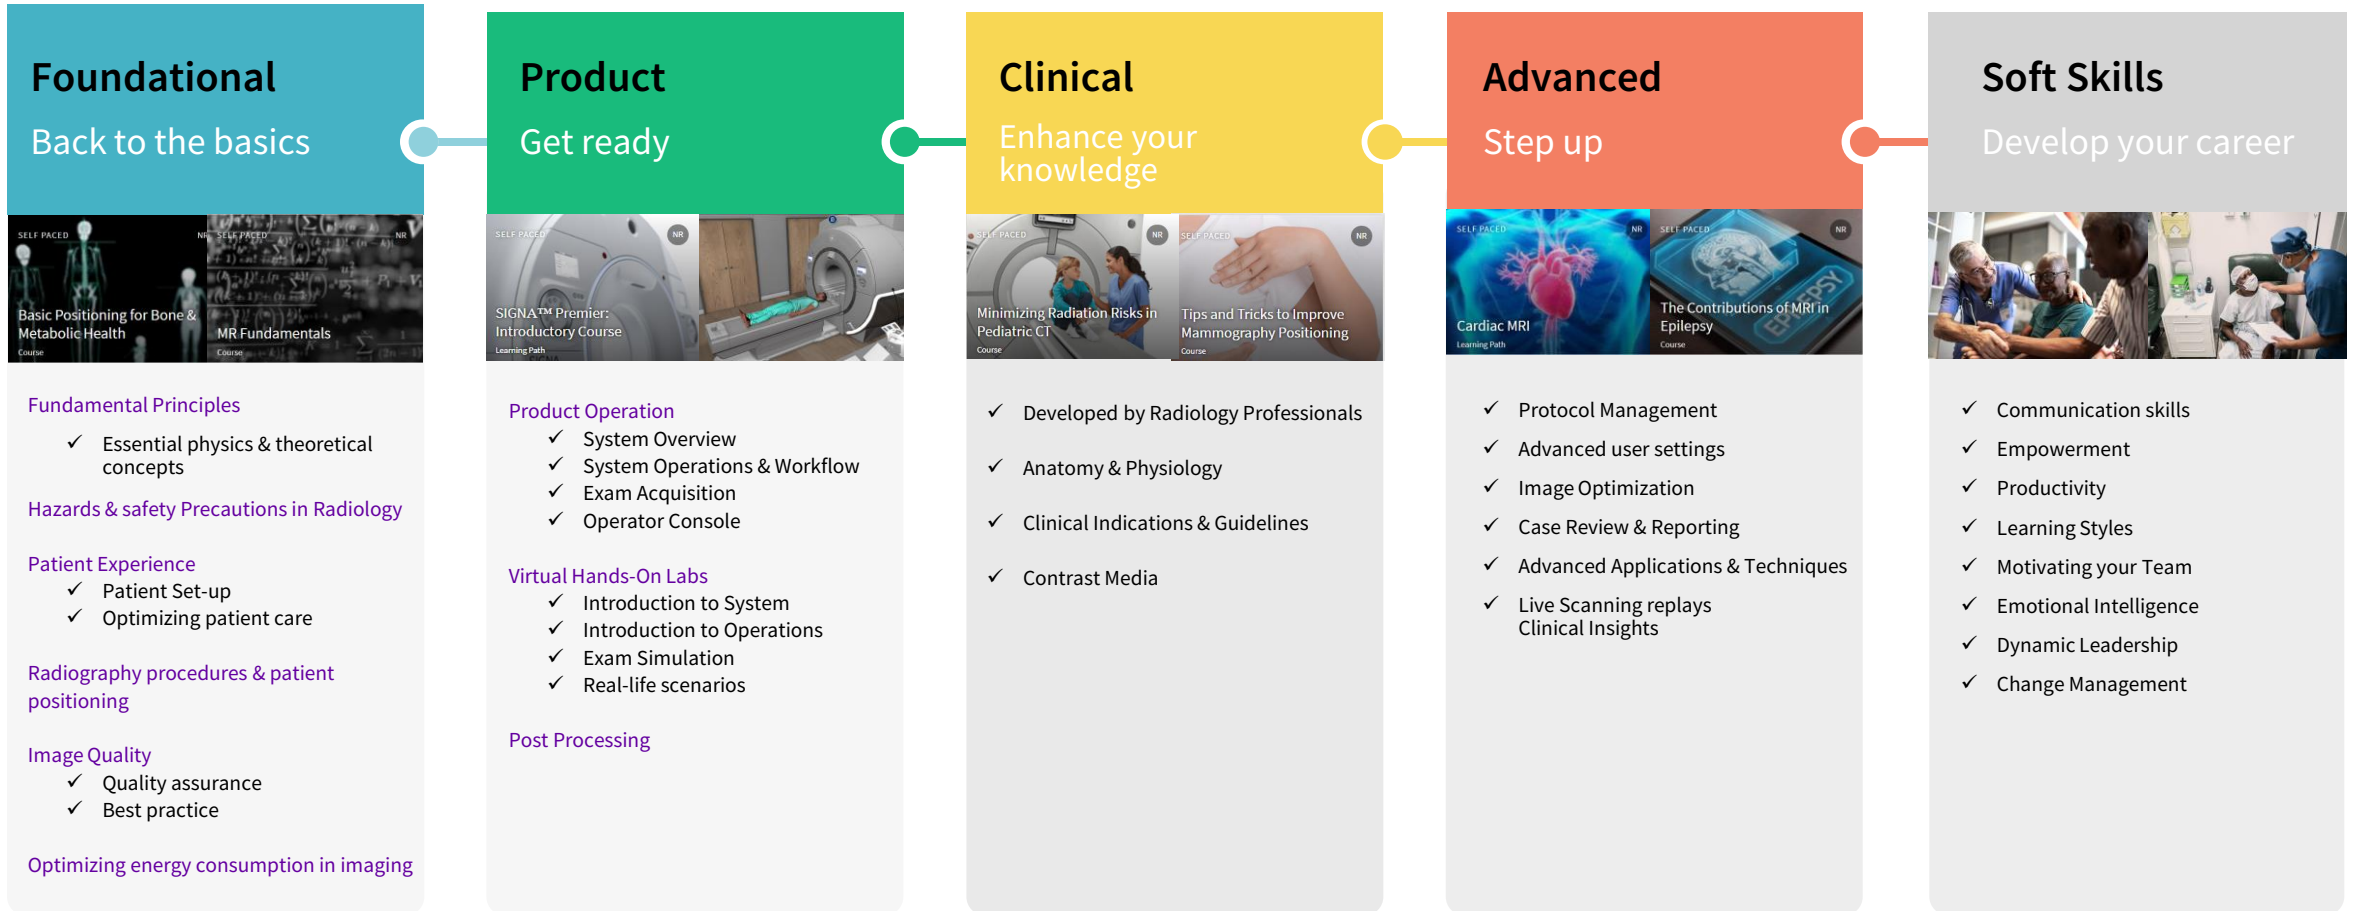 Foundational
Back to the basics
SELF PACED
NR
Basic Positioning for Bone &
Metabolic Health
Course
SELF PACED
NR
MR Fundamentals
Course
Fundamental Principles
✓ Essential physics & theoretical
concepts
Hazards & safety Precautions in Radiology
Patient Experience
✓ Patient Set-up
✓ Optimizing patient care
Radiography procedures & patient
positioning
Image Quality
✓ Quality assurance
✓ Best practice
Optimizing energy consumption in imaging
Product
Get ready
SELF PACED
NR
SIGNA™ Premier:
Introductory Course
Learning Path
Product Operation
✓ System Overview
✓ System Operations & Workflow
✓ Exam Acquisition
✓ Operator Console
Virtual Hands-On Labs
✓ Introduction to System
✓ Introduction to Operations
✓ Exam Simulation
✓ Real-life scenarios
Post Processing
Clinical
Enhance your
knowledge
SELF PACED
NR
Minimizing Radiation Risks in
Pediatric CT
Course
SELF PACED
NR
Tips and Tricks to Improve
Mammography Positioning
Course
✓ Developed by Radiology Professionals
✓ Anatomy & Physiology
✓ Clinical Indications & Guidelines
✓ Contrast Media
Advanced
Step up
SELF PACED
NR
Cardiac MRI
Learning Path
SELF PACED
NR
The Contributions of MRI in
Epilepsy
Course
EPILEPSY
✓ Protocol Management
✓ Advanced user settings
✓ Image Optimization
✓ Case Review & Reporting
✓ Advanced Applications & Techniques
✓ Live Scanning replays
Clinical Insights
Soft Skills
Develop your career
✓ Communication skills
✓ Empowerment
✓ Productivity
✓ Learning Styles
✓ Motivating your Team
✓ Emotional Intelligence
✓ Dynamic Leadership
✓ Change Management